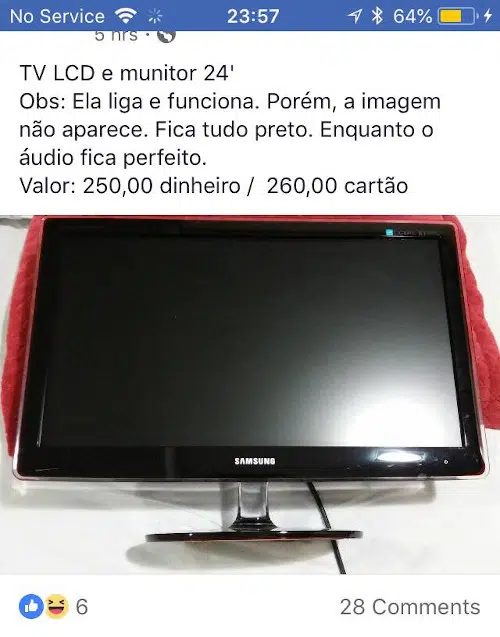 No Service 23:57 64%
5 hrs ·
TV LCD e munitor 24'
Obs: Ela liga e funciona. Porém, a imagem
não aparece. Fica tudo preto. Enquanto o
áudio fica perfeito.
Valor: 250,00 dinheiro / 260,00 cartão
SAMSUNG
6 28 Comments